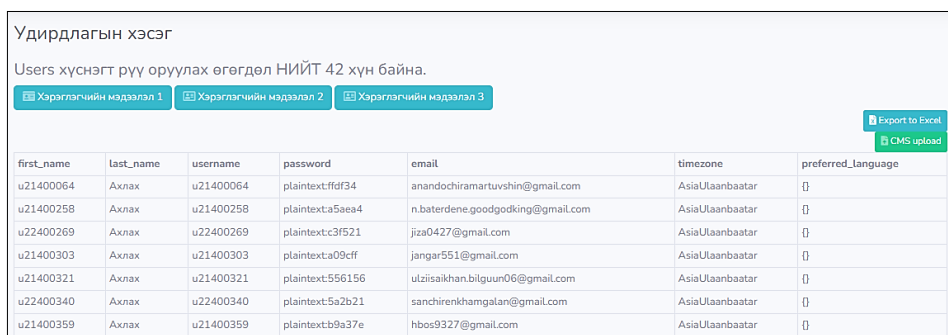 Удирдлагын хэсэг
Users хүснэгт рүү оруулах өгөгдөл НИЙТ 42 хүн байна.
Хэрэглэгчийн мэдээлэл 1 Хэрэглэгчийн мэдээлэл 2 Хэрэглэгчийн мэдээлэл 3
Export to Excel
CMS upload
first_name last_name username password email timezone preferred_language
u21400064 Ахлах u21400064 plaintext:ffdf34 anandochiramartuvshin@gmail.com AsiaUlaanbaatar {}
u21400258 Ахлах u21400258 plaintext:a5aea4 n.baterdene.goodgodking@gmail.com AsiaUlaanbaatar {}
u22400269 Ахлах u22400269 plaintext:c3f521 jiza0427@gmail.com AsiaUlaanbaatar {}
u21400303 Ахлах u21400303 plaintext:a09cff jangar551@gmail.com AsiaUlaanbaatar {}
u21400321 Ахлах u21400321 plaintext:556156 ulziisaikhan.bilguun06@gmail.com AsiaUlaanbaatar {}
u22400340 Ахлах u22400340 plaintext:5a2b21 sanchirenkhamgalan@gmail.com AsiaUlaanbaatar {}
u21400359 Ахлах u21400359 plaintext:b9a37e hbos9327@gmail.com AsiaUlaanbaatar {}